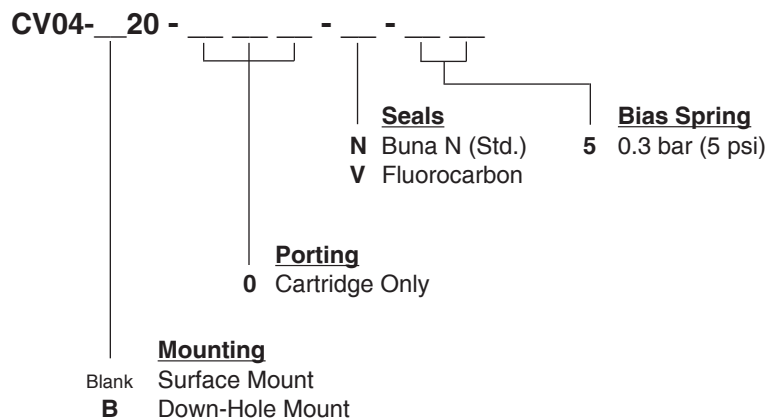 CV04-__20 - __ __ __ - __ - __ __
Seals
N Buna N (Std.)
V Fluorocarbon
Bias Spring
5 0.3 bar (5 psi)
Porting
0 Cartridge Only
Mounting
Blank Surface Mount
B Down-Hole Mount